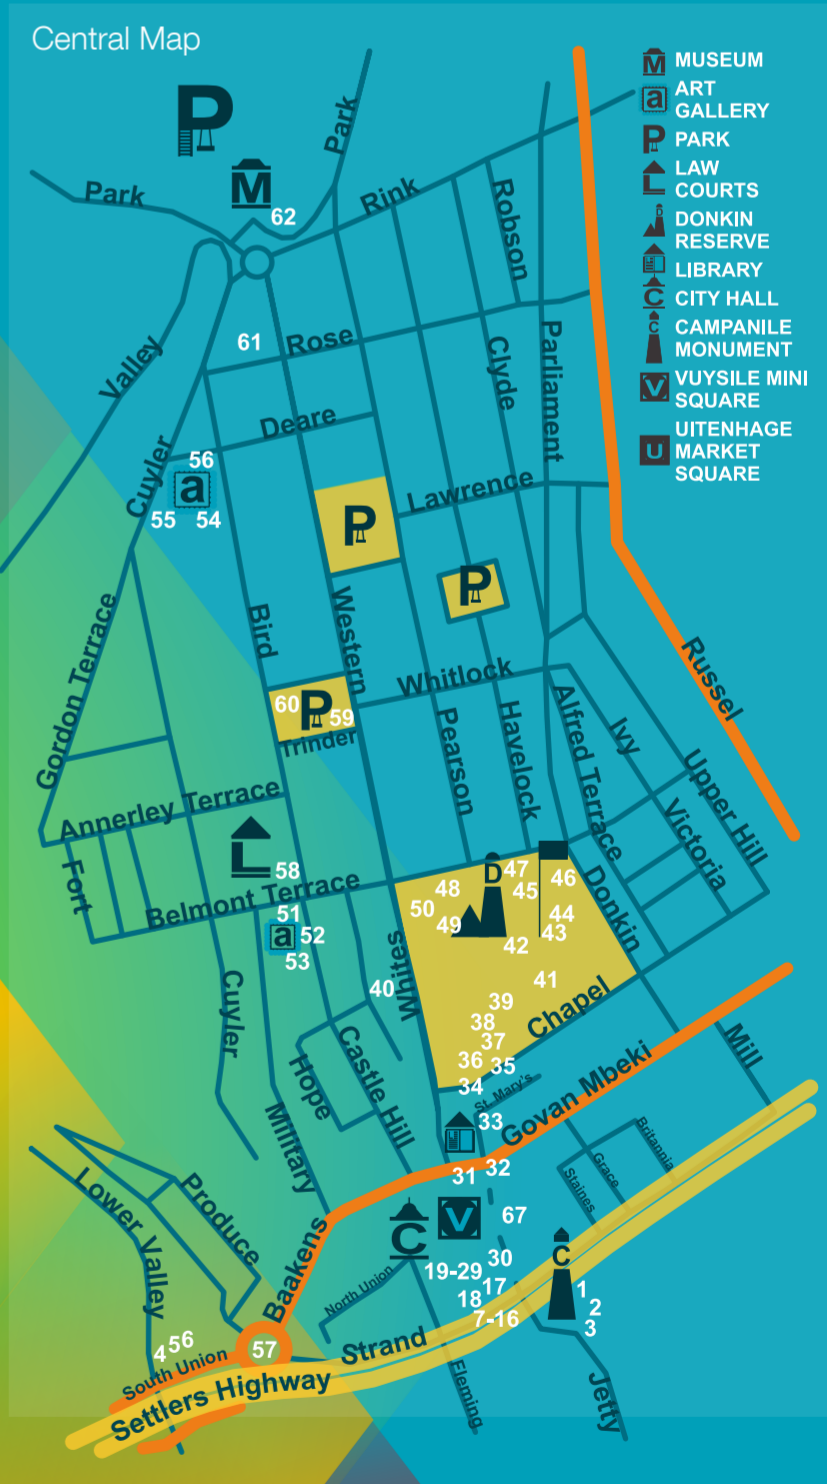 Central Map
MUSEUM
ART
GALLERY
PARK
LAW
COURTS
DONKIN
RESERVE
LIBRARY
CITY HALL
CAMPANILE
MONUMENT
VUYSILE MINI
SQUARE
UITENHAGE
MARKET
SQUARE
M
a
P
D
C
C
V
U
P
M
Park
Park
62
Rink
Robson
Valley
61
Rose
Clyde
Parliament
Deare
Cuyler
56
a
55
54
P
Lawrence
P
Gordon Terrace
Bird
Western
Russel
Whitlock
60
P
59
Trinder
Pearson
Havelock
Alfred Terrace
Ivy
Upper Hill
Victoria
Annerley Terrace
Fort
58
Belmont Terrace
51
a
52
53
D
47
46
48
45
50
49
44
43
42
Donkin
Whites
40
41
39
38
37
36
35
34
Chapel
Cuyler
Hope
Castle Hill
Military
St. Mary's
33
Govan Mbeki
Mill
31
32
Britannia
Grace
Staines
Lower Valley
Produce
Baakens
C
V
67
North Union
30
19-29
17
18
7-16
C
1
2
3
4
5
6
57
South Union
Strand
Settlers Highway
Fleming
Jetty